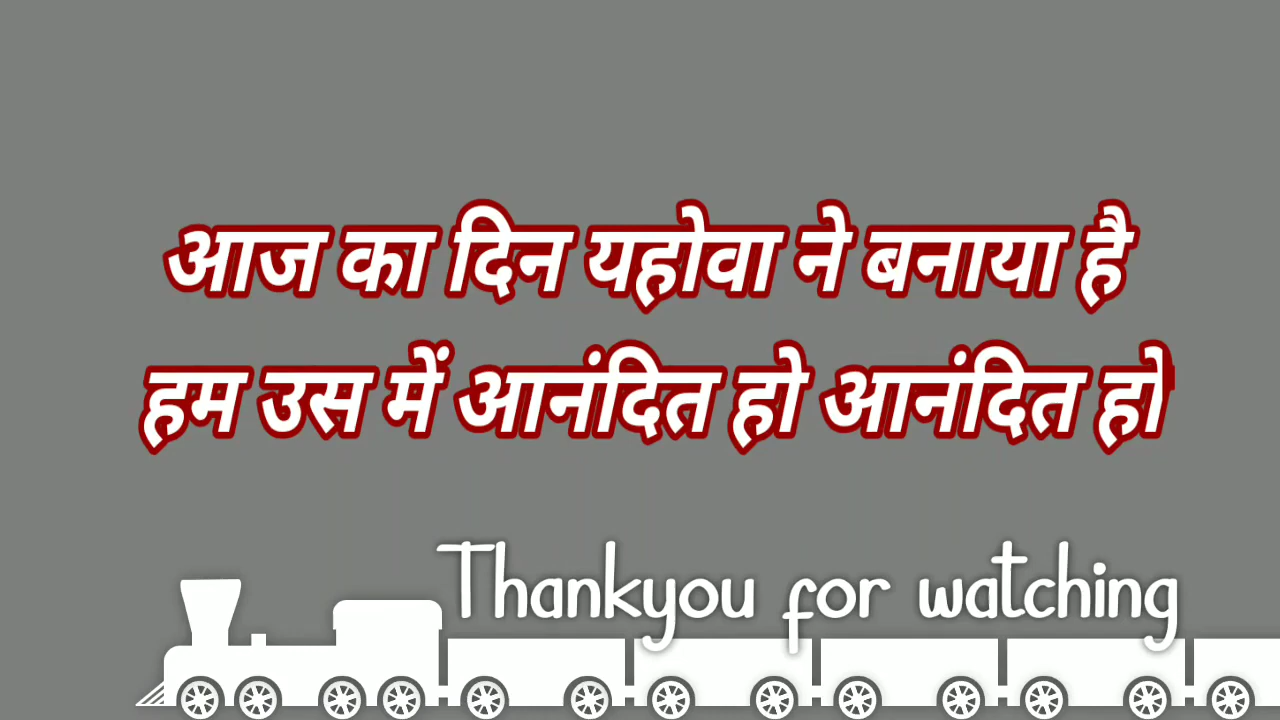 आज का दिन यहोवा ने बनाया है
हम उस में आनंदित हो आनंदित हो
Thankyou for watching